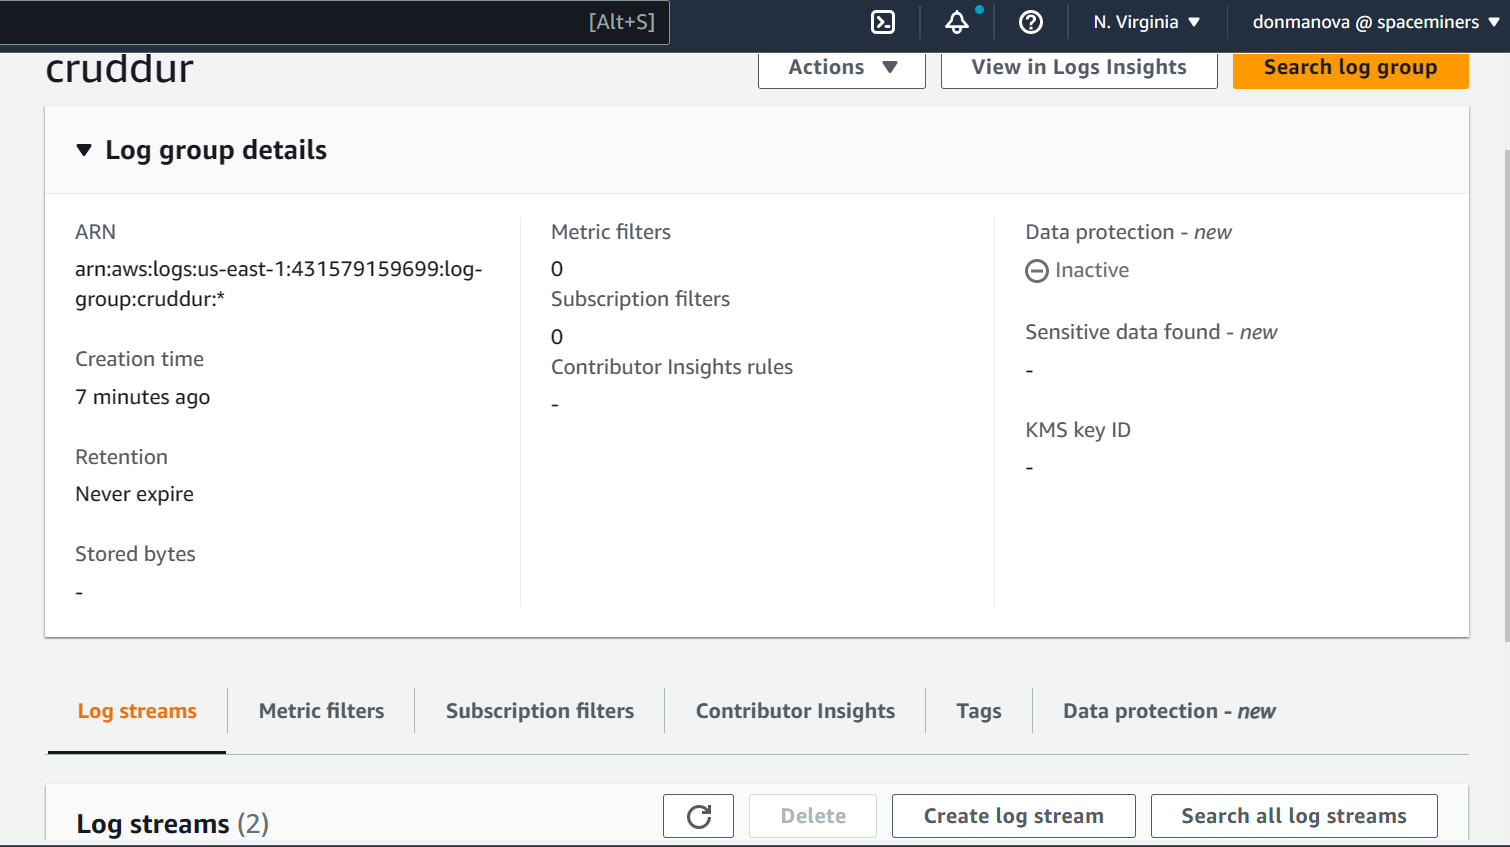 [Alt+S]
N. Virginia
donmanova @ spaceminers
cruddur
Actions
View in Logs Insights
Search log group
Log group details
ARN
arn:aws:logs:us-east-1:431579159699:log-
group:cruddur:*
Creation time
7 minutes ago
Retention
Never expire
Stored bytes
-
Metric filters
0
Subscription filters
0
Contributor Insights rules
-
Data protection - new
Inactive
Sensitive data found - new
-
KMS key ID
-
Log streams
Metric filters
Subscription filters
Contributor Insights
Tags
Data protection - new
Log streams (2)
Delete
Create log stream
Search all log streams